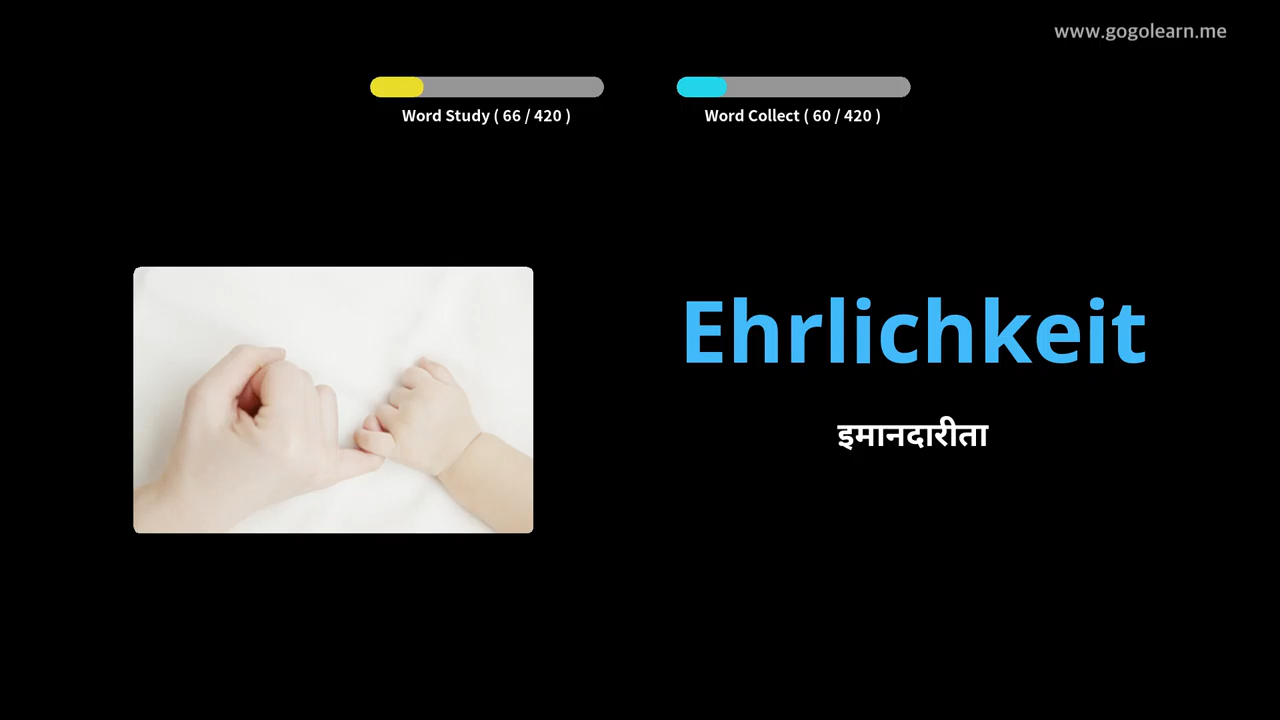 www.gogolearn.me
Word Study ( 66 / 420 )
Word Collect ( 60 / 420 )
Ehrlichkeit
इमानदारीता